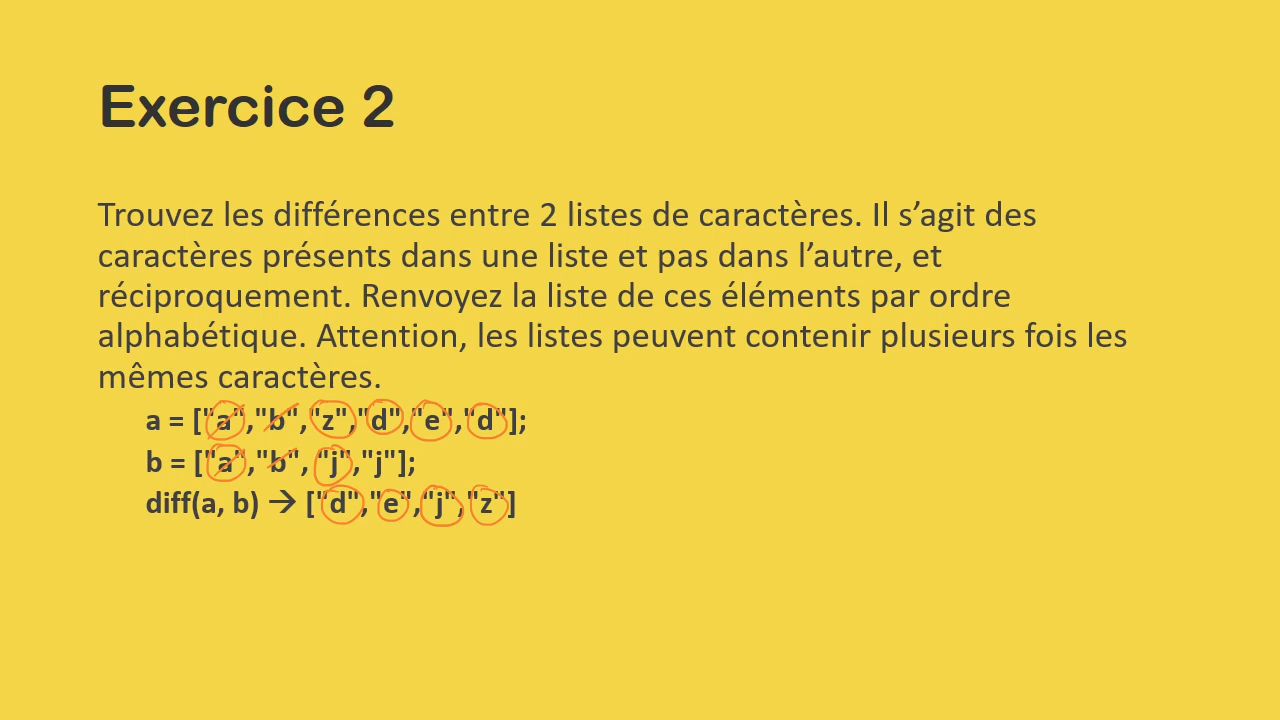 Exercice 2
Trouvez les différences entre 2 listes de caractères. Il s’agit des
caractères présents dans une liste et pas dans l’autre, et
réciproquement. Renvoyez la liste de ces éléments par ordre
alphabétique. Attention, les listes peuvent contenir plusieurs fois les
mêmes caractères.
a = ["a","b","z","d","e","d"];
b = ["a","b", "j","j"];
diff(a, b) → ["d","e","j","z"]